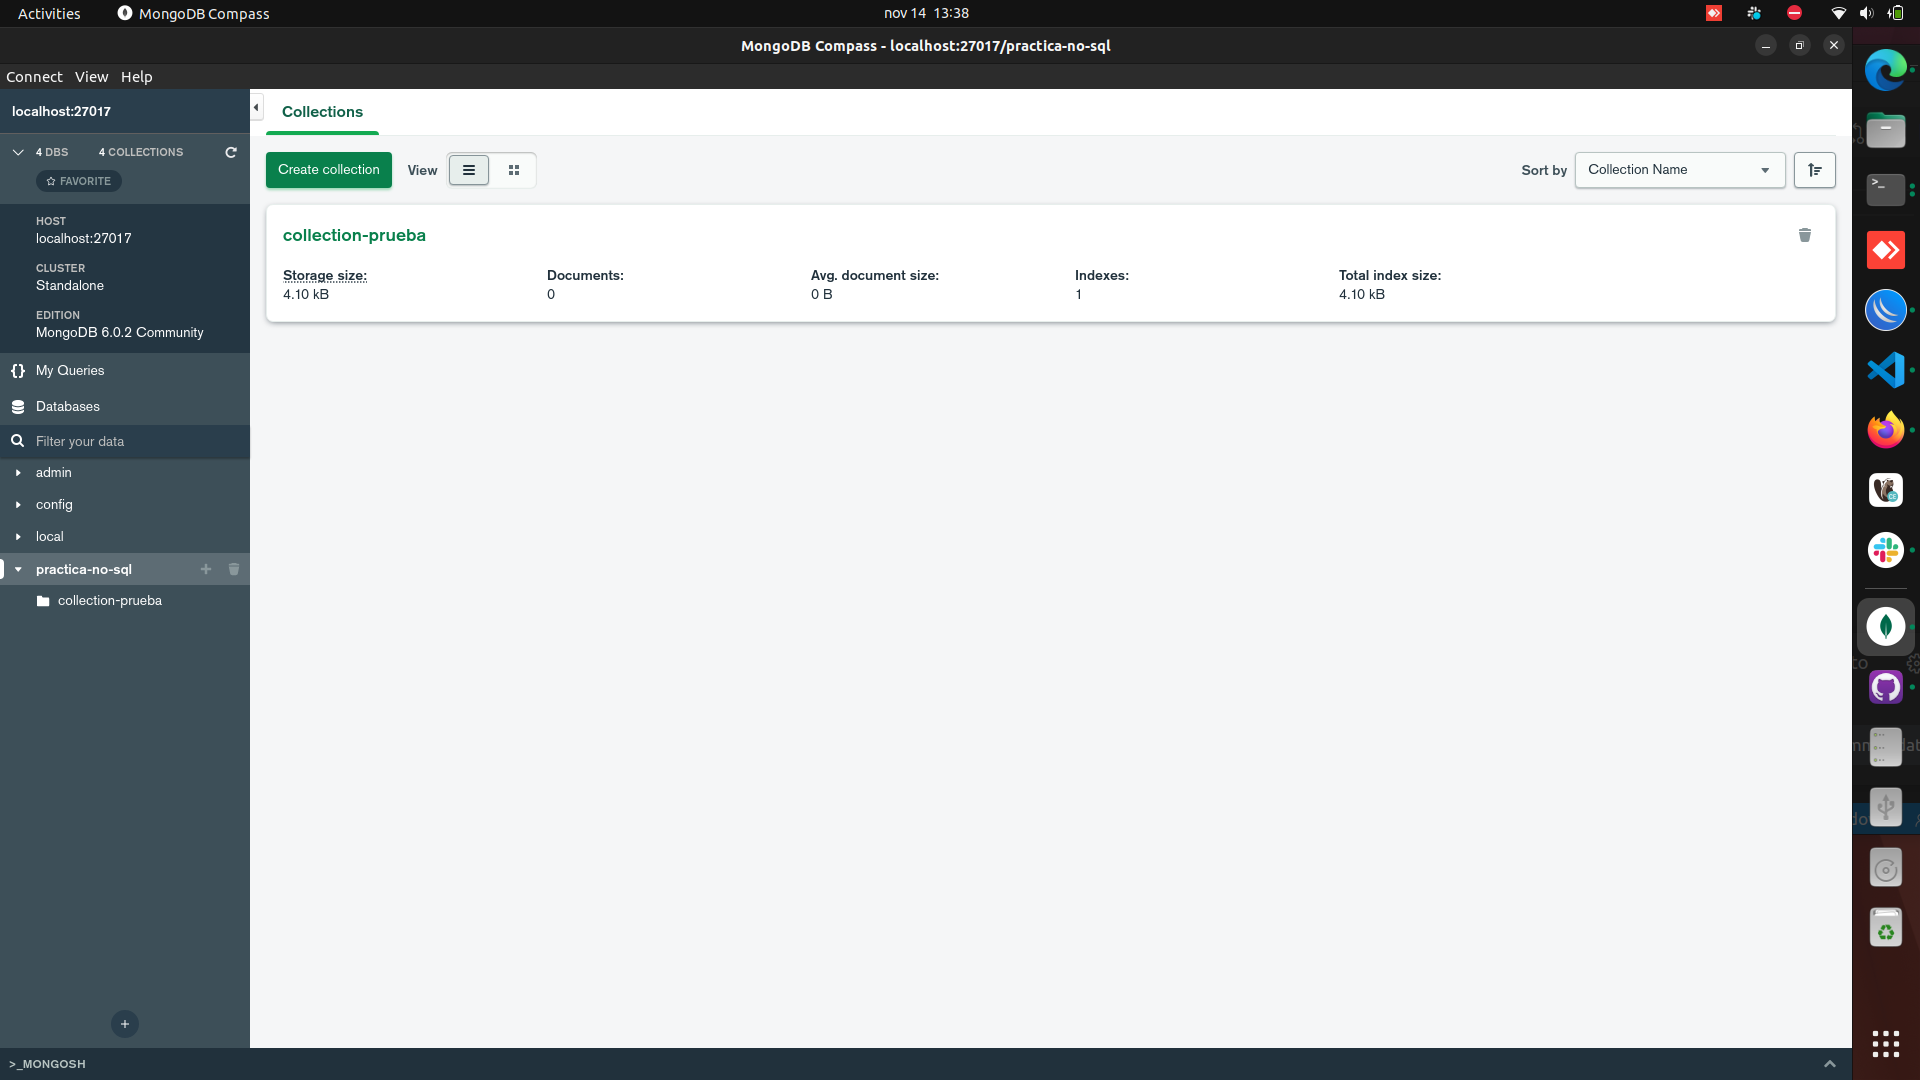 Activities
MongoDB Compass
nov 14 13:38
MongoDB Compass - localhost:27017/practica-no-sql
Connect View Help
localhost:27017
4 DBS 4 COLLECTIONS
FAVORITE
HOST
localhost:27017
CLUSTER
Standalone
EDITION
MongoDB 6.0.2 Community
My Queries
Databases
Filter your data
admin
config
local
practica-no-sql
collection-prueba
>_MONGOSH
Collections
Create collection
View
Sort by
Collection Name
collection-prueba
Storage size: Documents: Avg. document size: Indexes: Total index size:
4.10 kB 0 0 B 1 4.10 kB